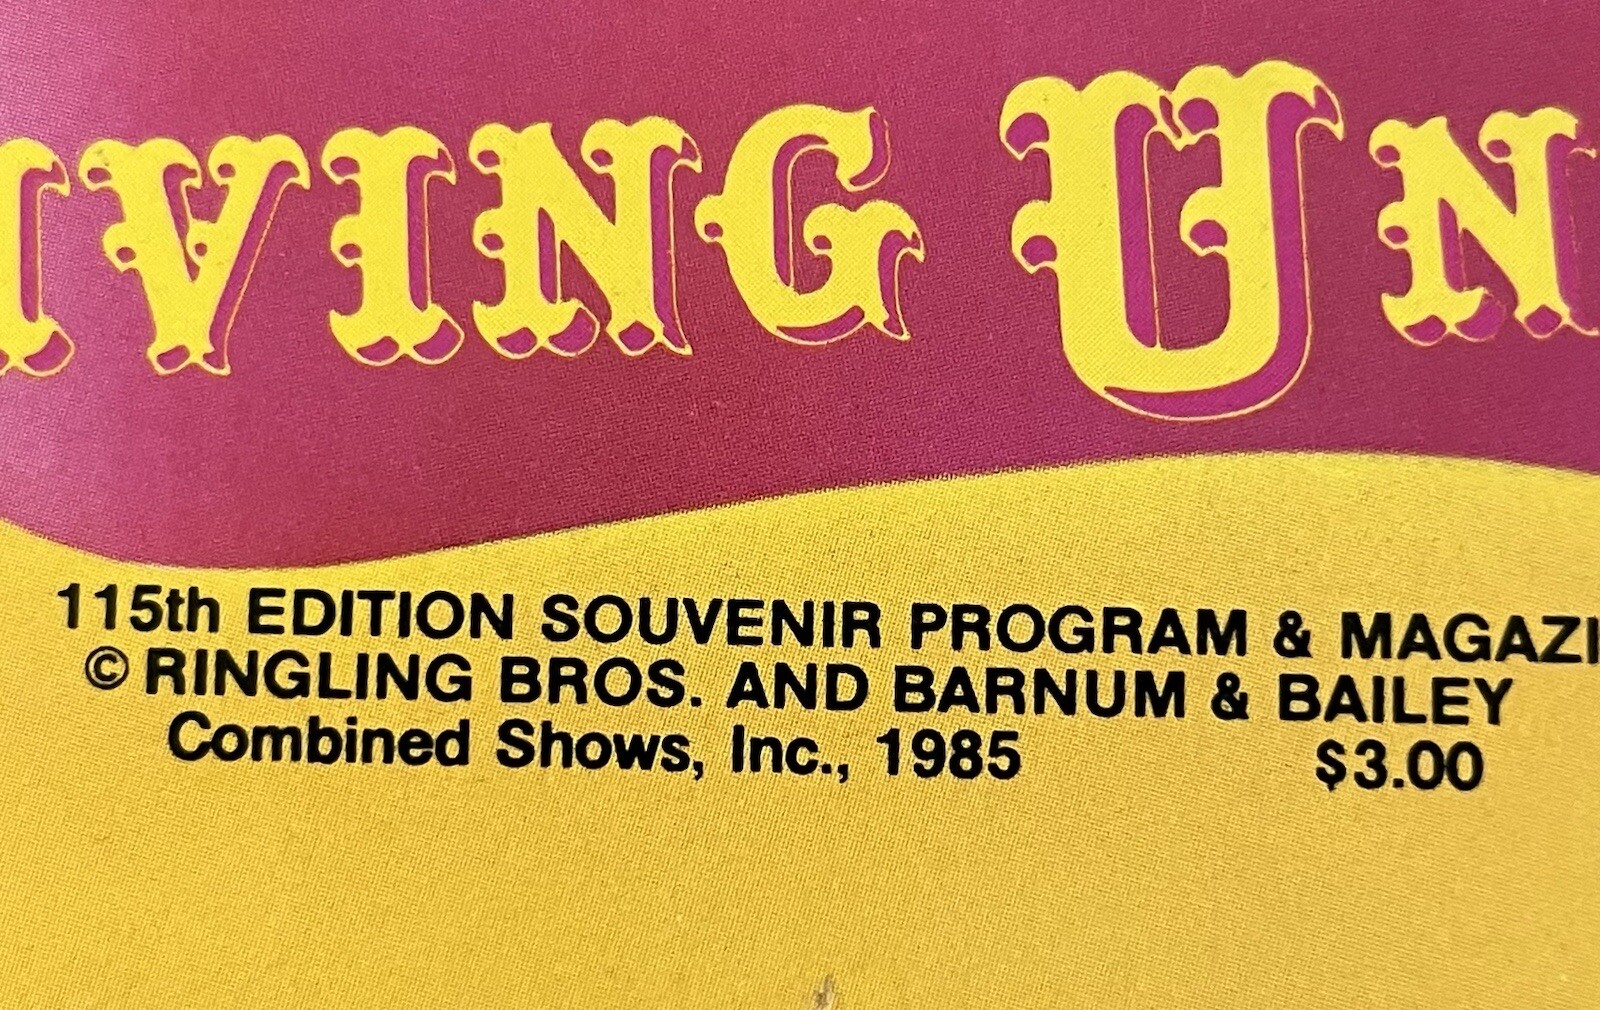 IVING UN
115th EDITION SOUVENIR PROGRAM & MAGAZI
© RINGLING BROS. AND BARNUM & BAILEY
Combined Shows, Inc., 1985 $3.00